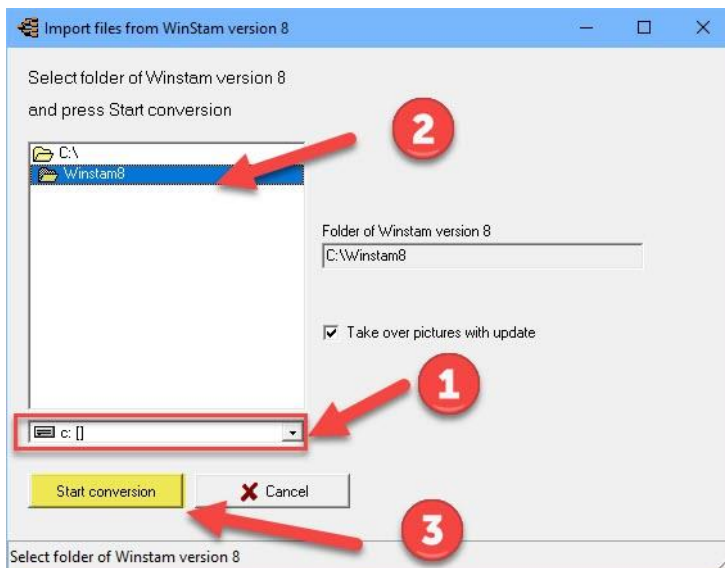 Import files from WinStam version 8
Select folder of Winstam version 8
and press Start conversion
2
C:\
Winstam8
Folder of Winstam version 8
C:\Winstam8
Take over pictures with update
1
c: []
Start conversion
Cancel
3
Select folder of Winstam version 8